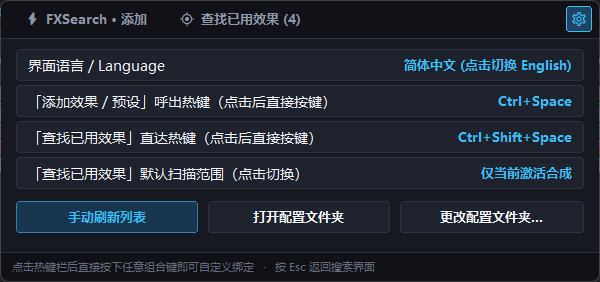 FXSearch • 添加 查找已用效果 (4)
界面语言 / Language 简体中文 (点击切换 English)
「添加效果 / 预设」呼出热键（点击后直接按键） Ctrl+Space
「查找已用效果」直达热键（点击后直接按键） Ctrl+Shift+Space
「查找已用效果」默认扫描范围（点击切换） 仅当前激活合成
手动刷新列表 打开配置文件夹 更改配置文件夹...
点击热键栏后直接按下任意组合键即可自定义绑定 · 按 Esc 返回搜索界面